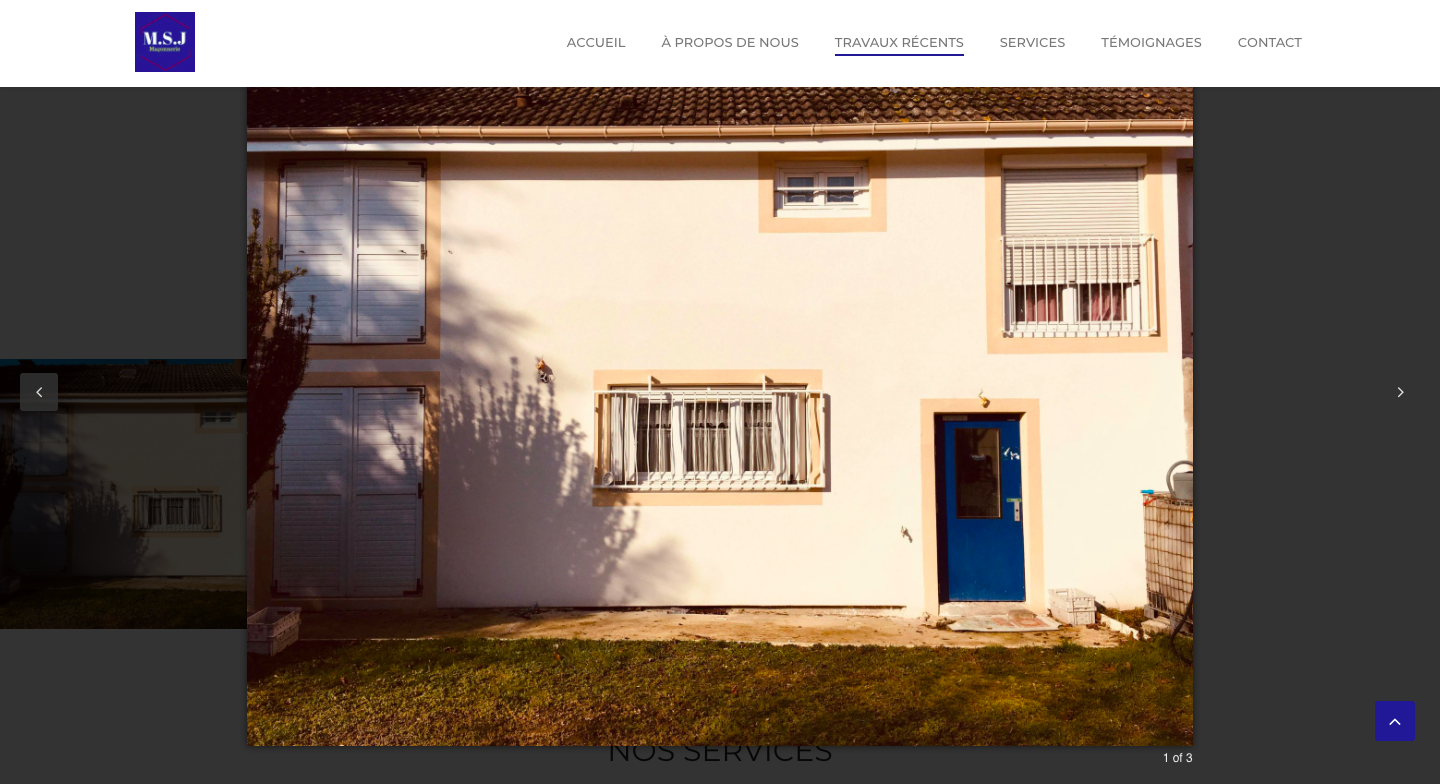 M.S.J
Maçonnerie
ACCUEIL
À PROPOS DE NOUS
TRAVAUX RÉCENTS
SERVICES
TÉMOIGNAGES
CONTACT
NOS SERVICES
1 of 3